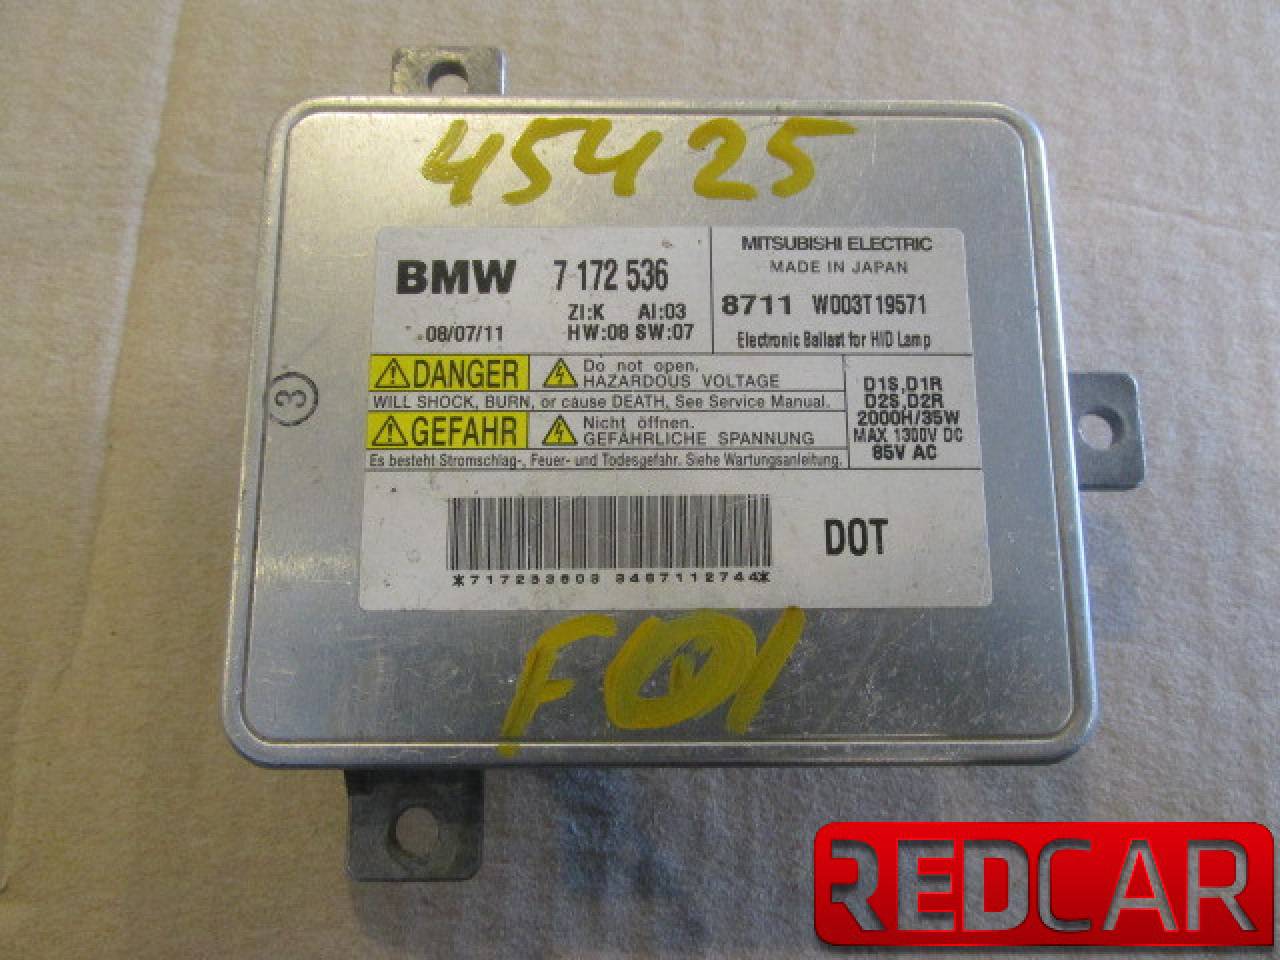 45425
BMW 7 172 536
ZI:K AI:03
08/07/11 HW:08 SW:07
MITSUBISHI ELECTRIC
MADE IN JAPAN
8711 W003T19571
Electronic Ballast for HID Lamp
DANGER Do not open.
HAZARDOUS VOLTAGE
WILL SHOCK, BURN, or cause DEATH, See Service Manual.
GEFAHR Nicht öffnen.
GEFÄHRLICHE SPANNUNG
Es besteht Stromschlag-, Feuer- und Todesgefahr. Siehe Wartungsanleitung.
D1S,D1R
D2S,D2R
2000H/35W
MAX 1300V DC
85V AC
DOT
*717253603 3467112744*
3
F01
REDCAR